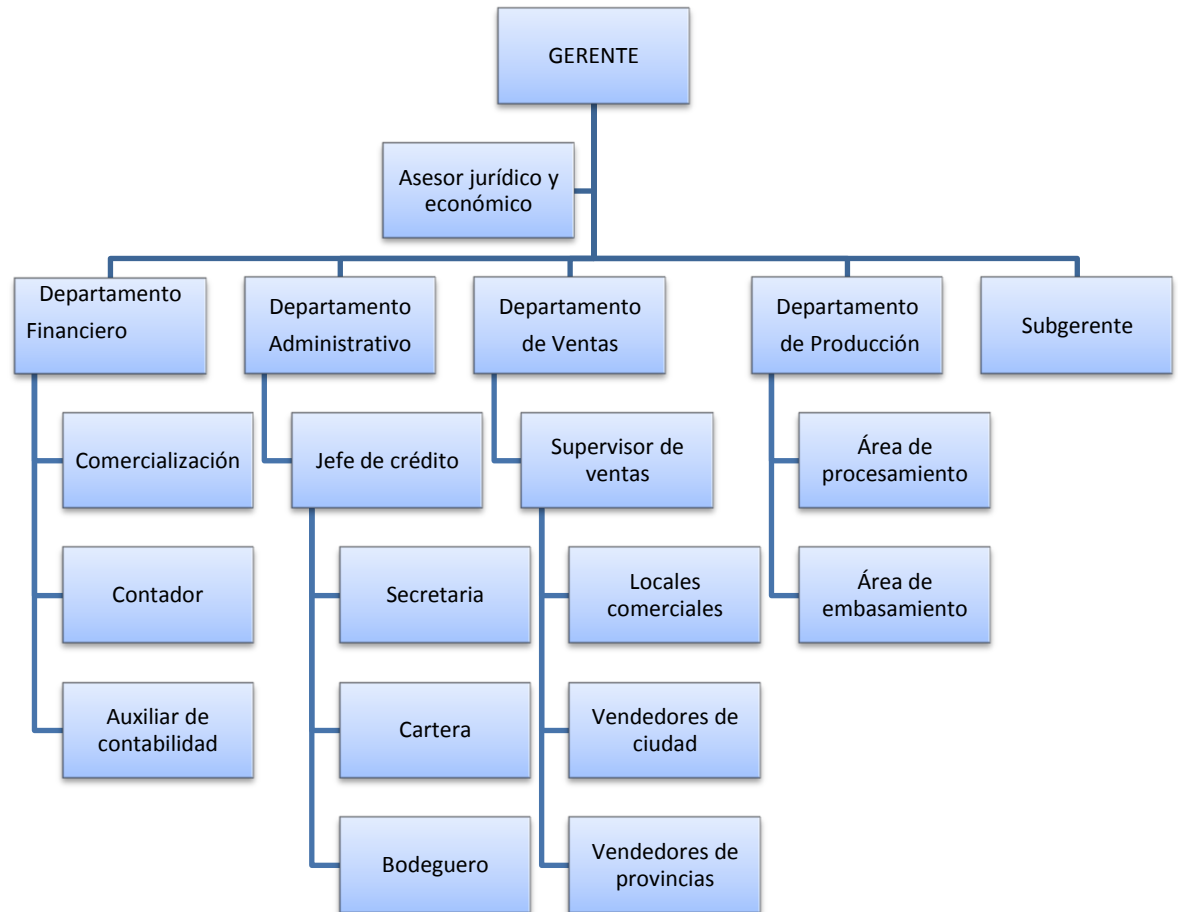 GERENTE
Asesor jurídico y
económico
Departamento
Financiero
Departamento
Administrativo
Departamento
de Ventas
Departamento
de Producción
Subgerente
Comercialización
Jefe de crédito
Supervisor de
ventas
Área de
procesamiento
Contador
Secretaria
Locales
comerciales
Área de
embasamiento
Auxiliar de
contabilidad
Cartera
Vendedores de
ciudad
Bodeguero
Vendedores de
provincias